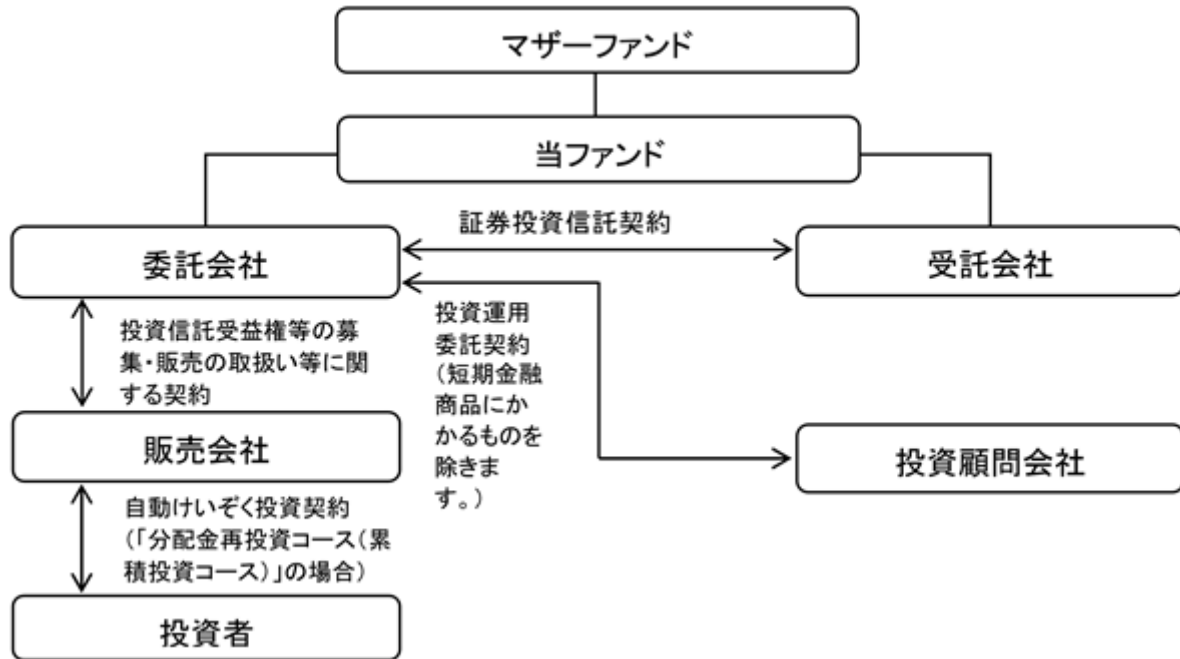 マザーファンド
当ファンド
証券投資信託契約
委託会社
受託会社
投資信託受益権等の募
集・販売の取扱い等に関
する契約
投資運用
委託契約
(短期金融
商品にか
かるものを
除きま
す。)
販売会社
投資顧問会社
自動けいぞく投資契約
(「分配金再投資コース(累
積投資コース)」の場合)
投資者